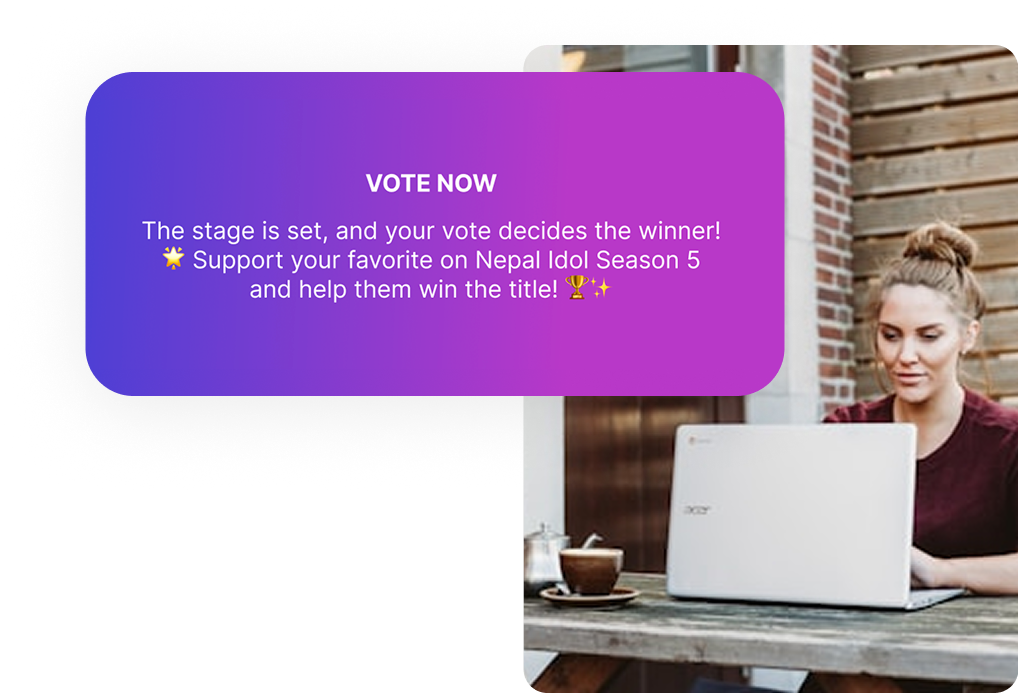 VOTE NOW
The stage is set, and your vote decides the winner!
🌟 Support your favorite on Nepal Idol Season 5
and help them win the title! 🏆✨
acer